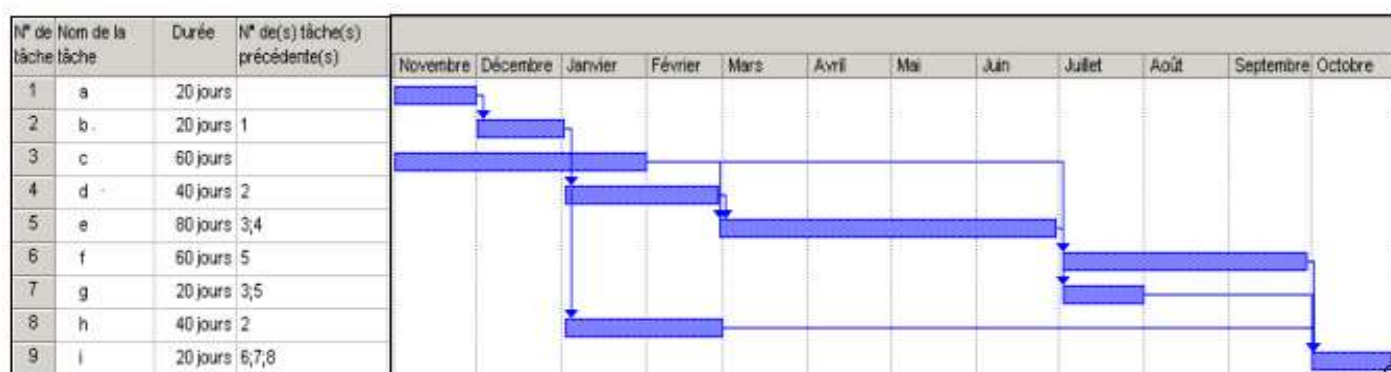 N° de Nom de la Durée N° de(s) tâche(s)
tâche tâche précédente(s)
Novembre Décembre Janvier Février Mars Avril Mai Juin Juillet Août Septembre Octobre
1 a 20 jours
2 b 20 jours 1
3 c 60 jours
4 d 40 jours 2
5 e 80 jours 3;4
6 f 60 jours 5
7 g 20 jours 3;5
8 h 40 jours 2
9 i 20 jours 6;7;8